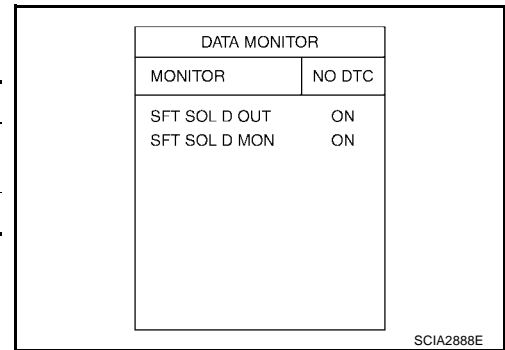 DATA MONITOR
MONITOR NO DTC
SFT SOL D OUT ON
SFT SOL D MON ON
SCIA2888E